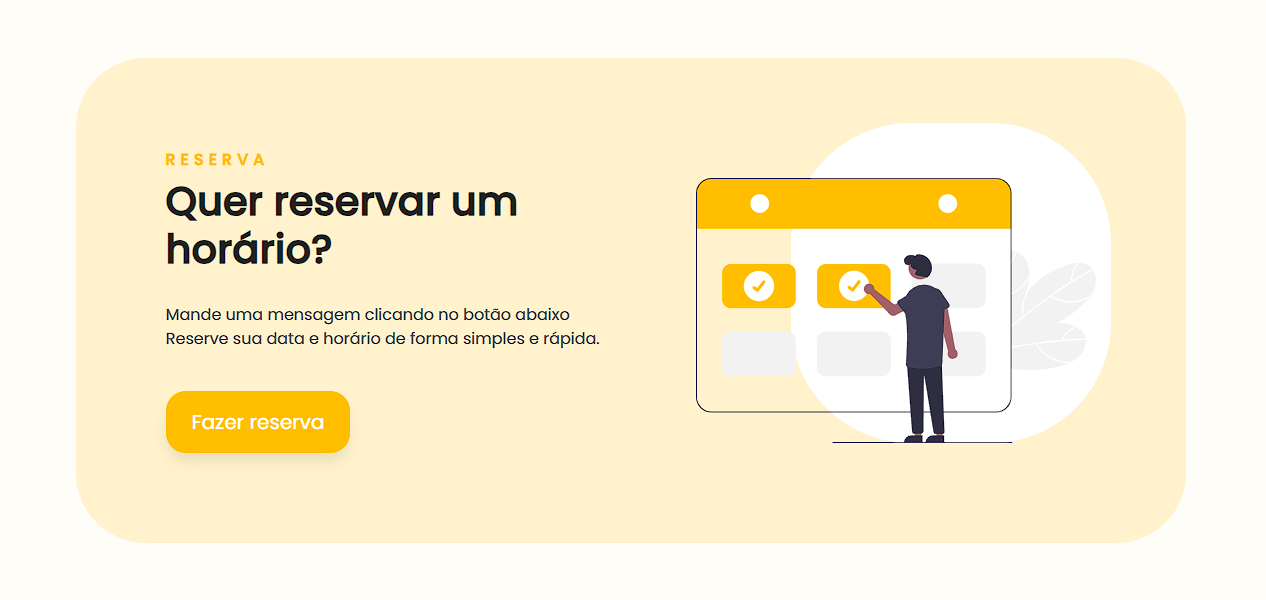 RESERVA
Quer reservar um
horário?
Mande uma mensagem clicando no botão abaixo
Reserve sua data e horário de forma simples e rápida.
Fazer reserva